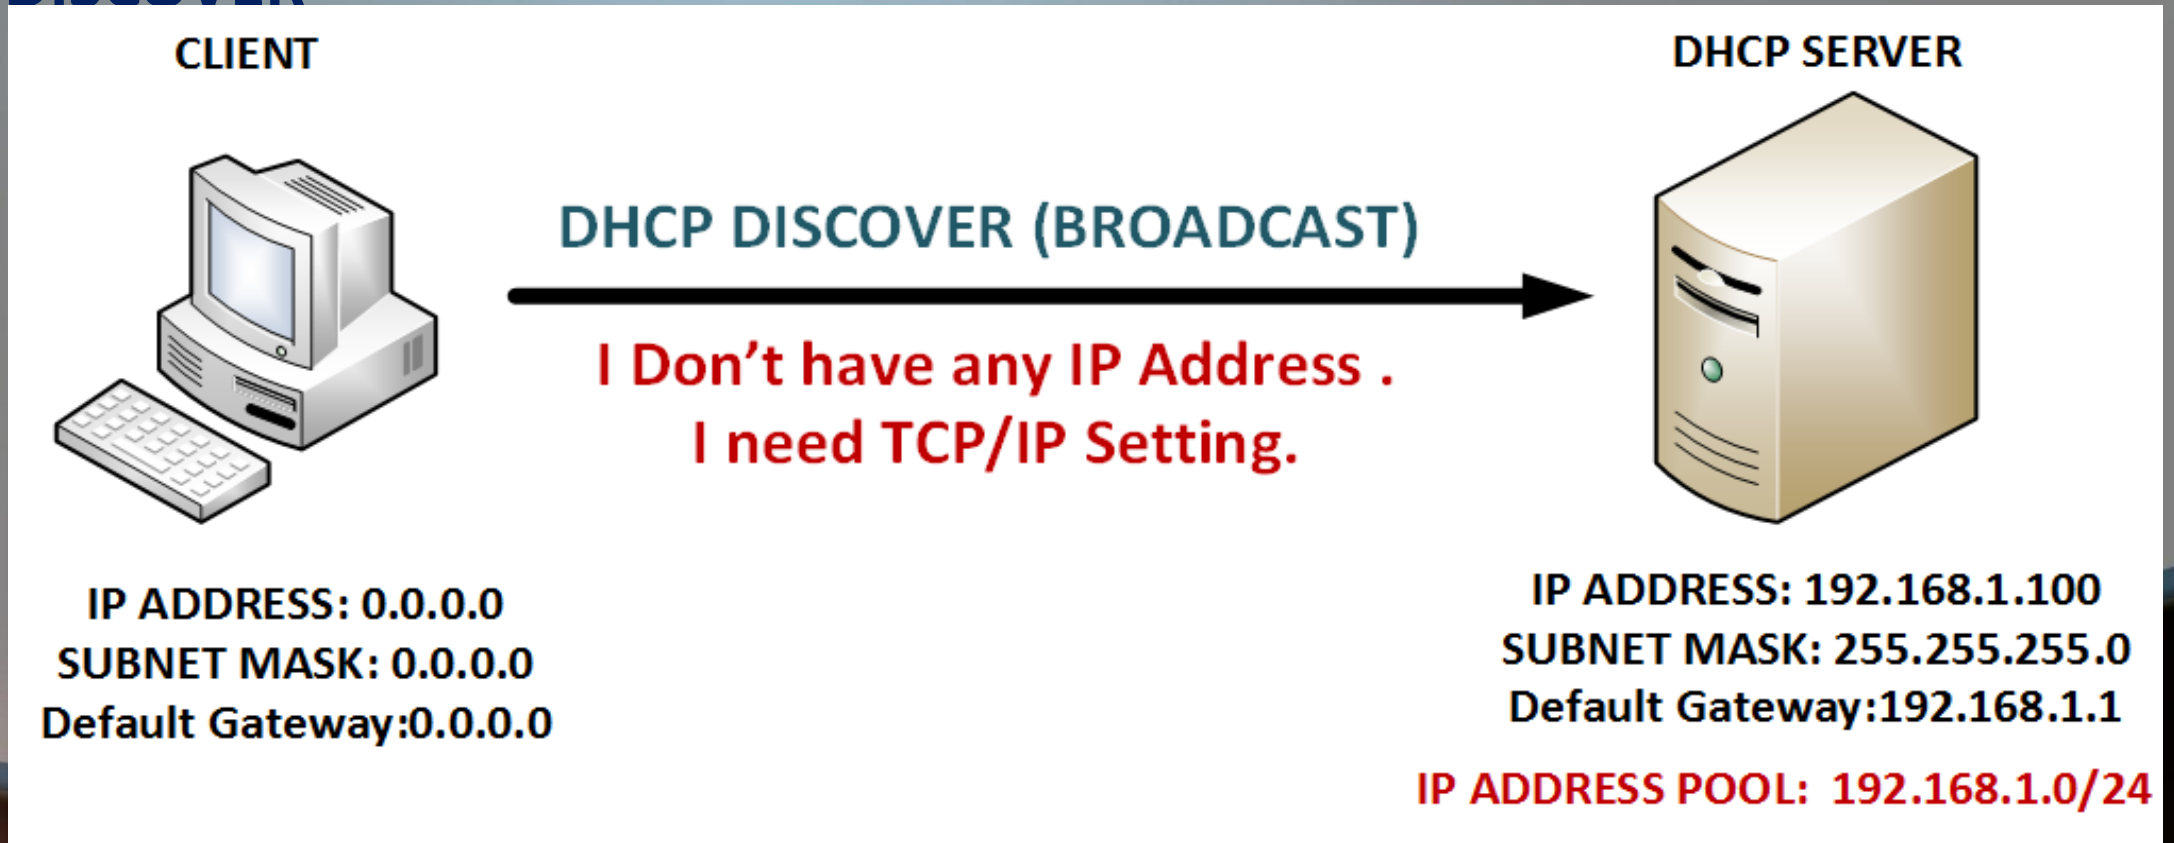 DISCOVER
CLIENT
DHCP SERVER
DHCP DISCOVER (BROADCAST)
I Don't have any IP Address .
I need TCP/IP Setting.
IP ADDRESS: 0.0.0.0
SUBNET MASK: 0.0.0.0
Default Gateway:0.0.0.0
IP ADDRESS: 192.168.1.100
SUBNET MASK: 255.255.255.0
Default Gateway:192.168.1.1
IP ADDRESS POOL: 192.168.1.0/24